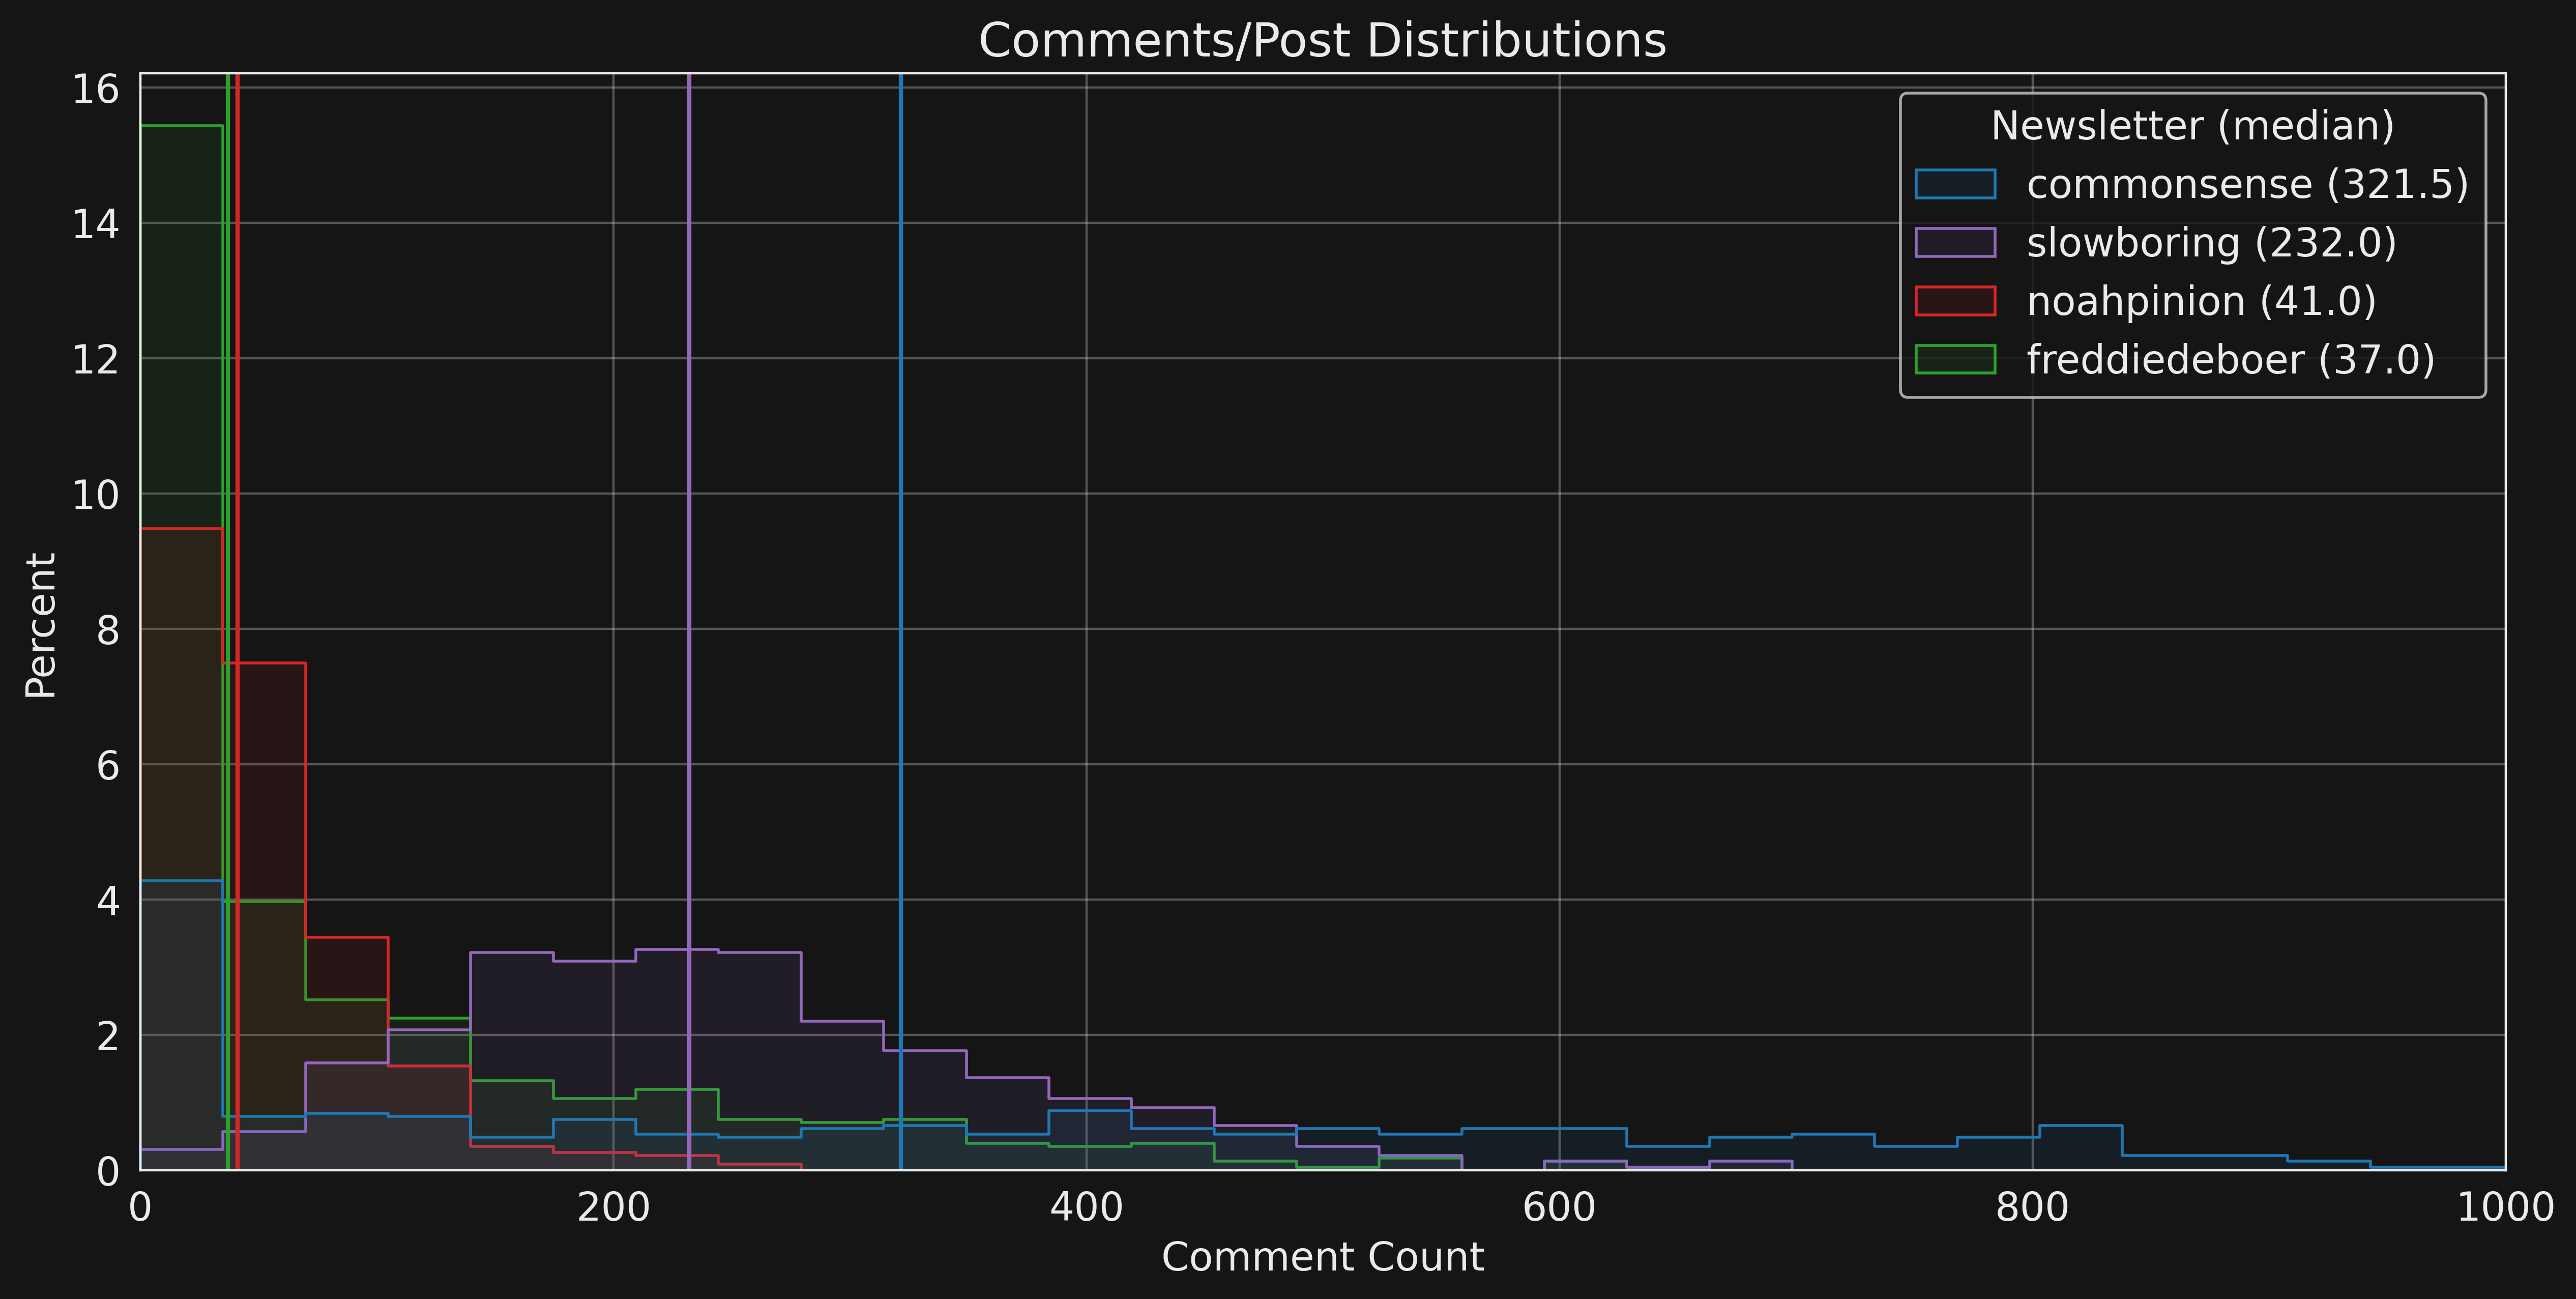 Comments/Post Distributions
Newsletter (median)
commonsense (321.5)
slowboring (232.0)
noahpinion (41.0)
freddiedeboer (37.0)
Percent
16
14
12
10
8
6
4
2
0
0 200 400 600 800 1000
Comment Count